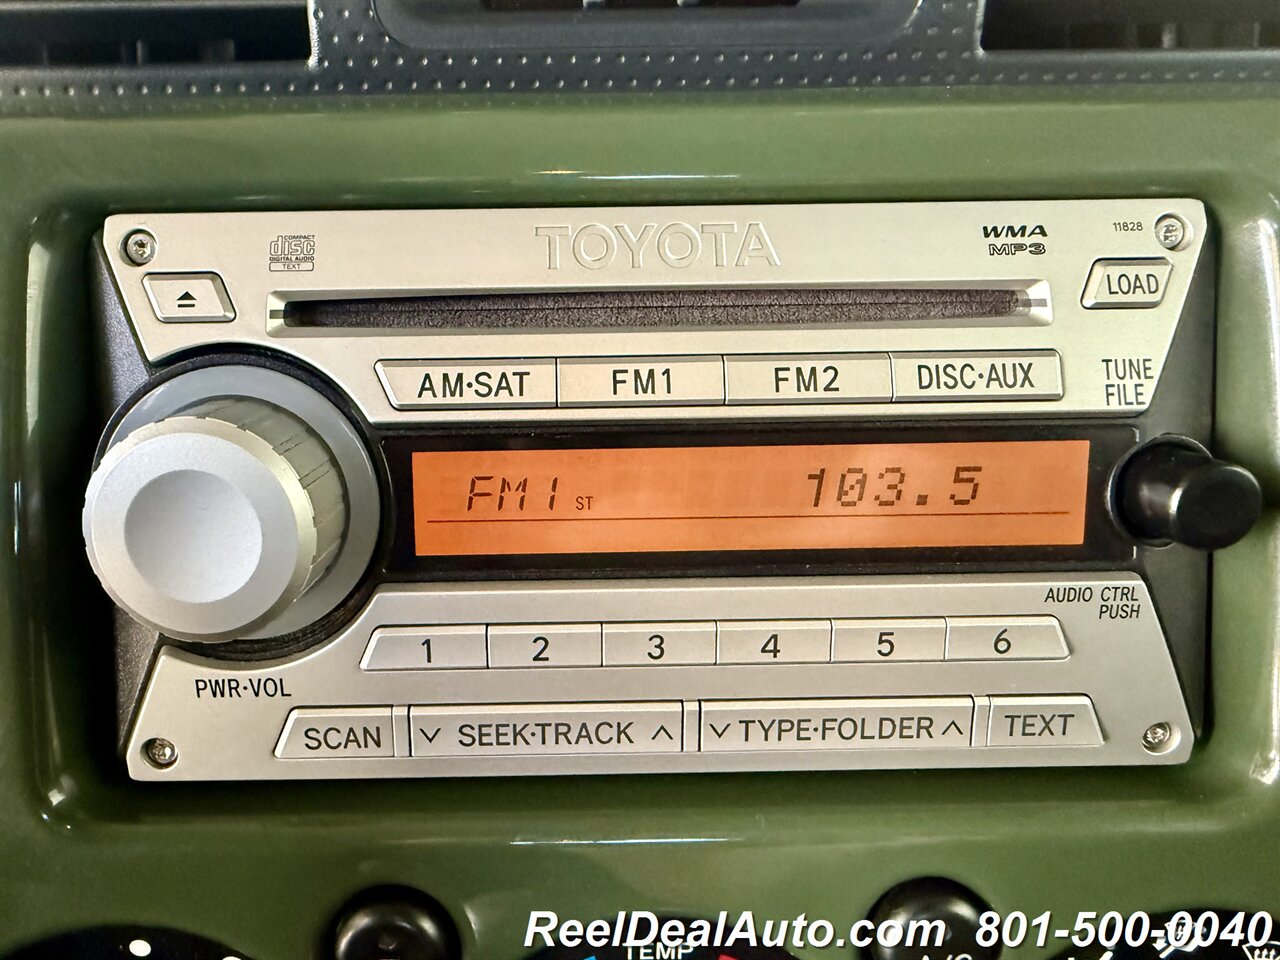 COMPACT
disc
DIGITAL AUDIO
TEXT
TOYOTA
WMA
MP3
11828
LOAD
AM·SAT
FM1
FM2
DISC·AUX
TUNE
FILE
FM1 ST 103.5
AUDIO CTRL
PUSH
1 2 3 4 5 6
PWR·VOL
SCAN
SEEK·TRACK
TYPE·FOLDER
TEXT
ReelDealAuto.com 801-500-0040
TEMP
A/C